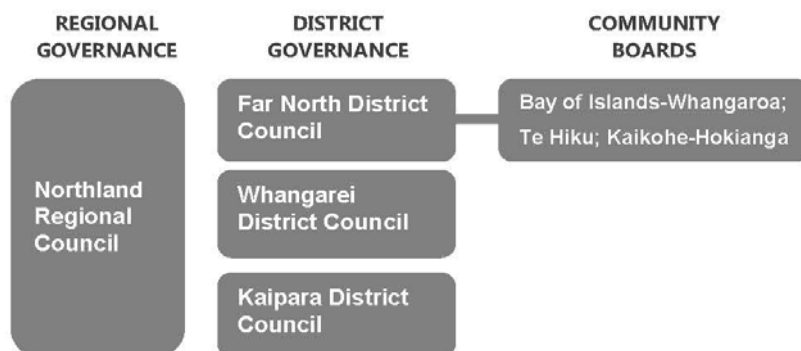 REGIONAL
GOVERNANCE
DISTRICT
GOVERNANCE
COMMUNITY
BOARDS
Northland
Regional
Council
Far North District
Council
Bay of Islands-Whangaroa;
Te Hiku; Kaikohe-Hokianga
Whangarei
District Council
Kaipara District
Council